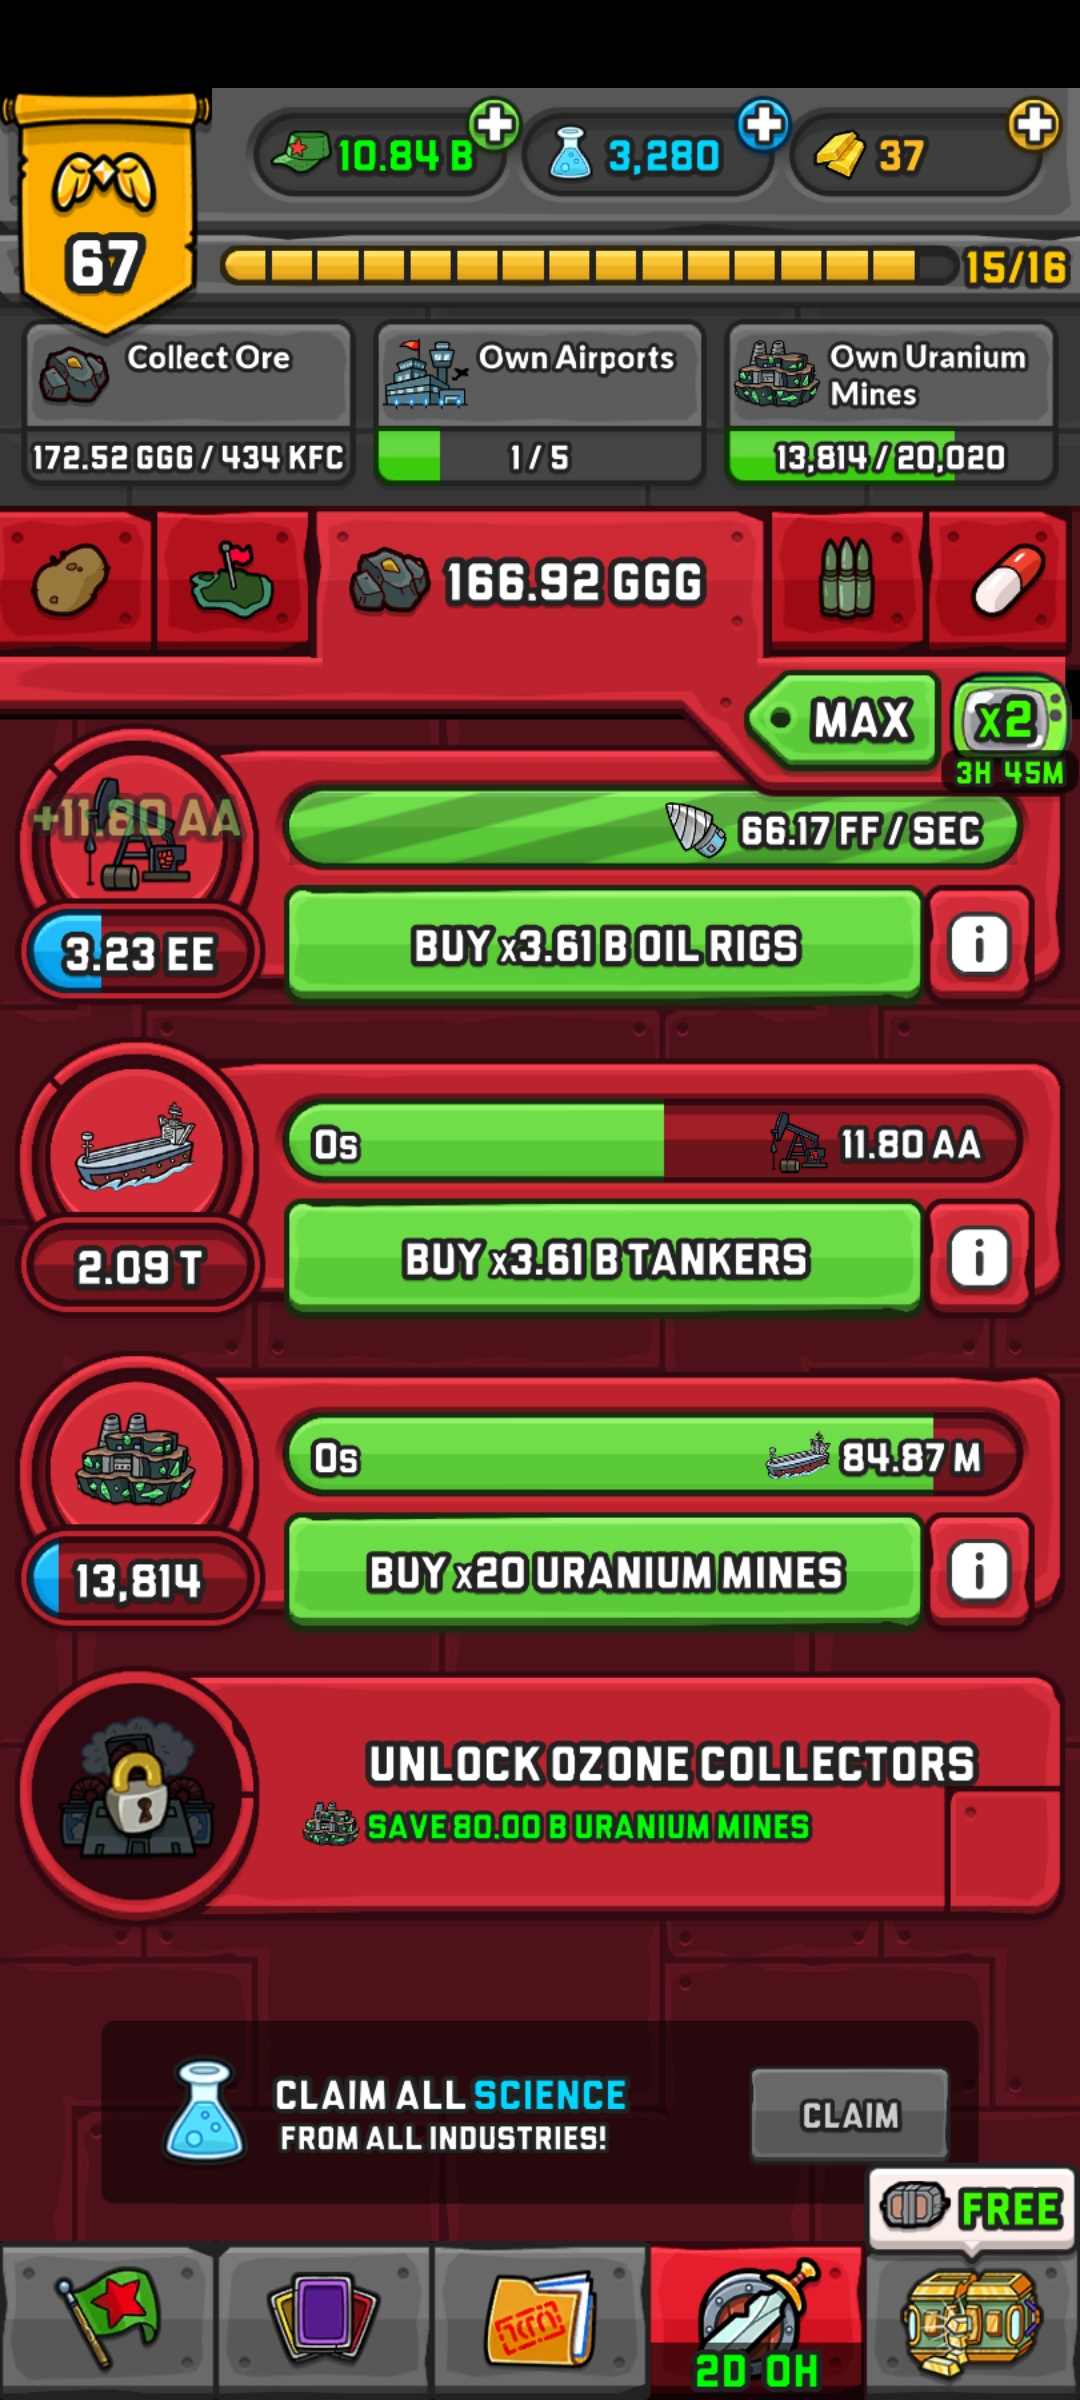 10.84 B
3,280
37
67
15/16
Collect Ore
Own Airports
Own Uranium
Mines
172.52 GGG / 434 KFC
1 / 5
13,814 / 20,020
166.92 GGG
MAX
x2
3H 45M
+11.80 AA
66.17 FF / SEC
3.23 EE
BUY x3.61 B OIL RIGS
i
0s
11.80 AA
2.09 T
BUY x3.61 B TANKERS
i
0s
84.87 M
13,814
BUY x20 URANIUM MINES
i
UNLOCK OZONE COLLECTORS
SAVE 80.00 B URANIUM MINES
CLAIM ALL SCIENCE
FROM ALL INDUSTRIES!
CLAIM
FREE
2D 0H